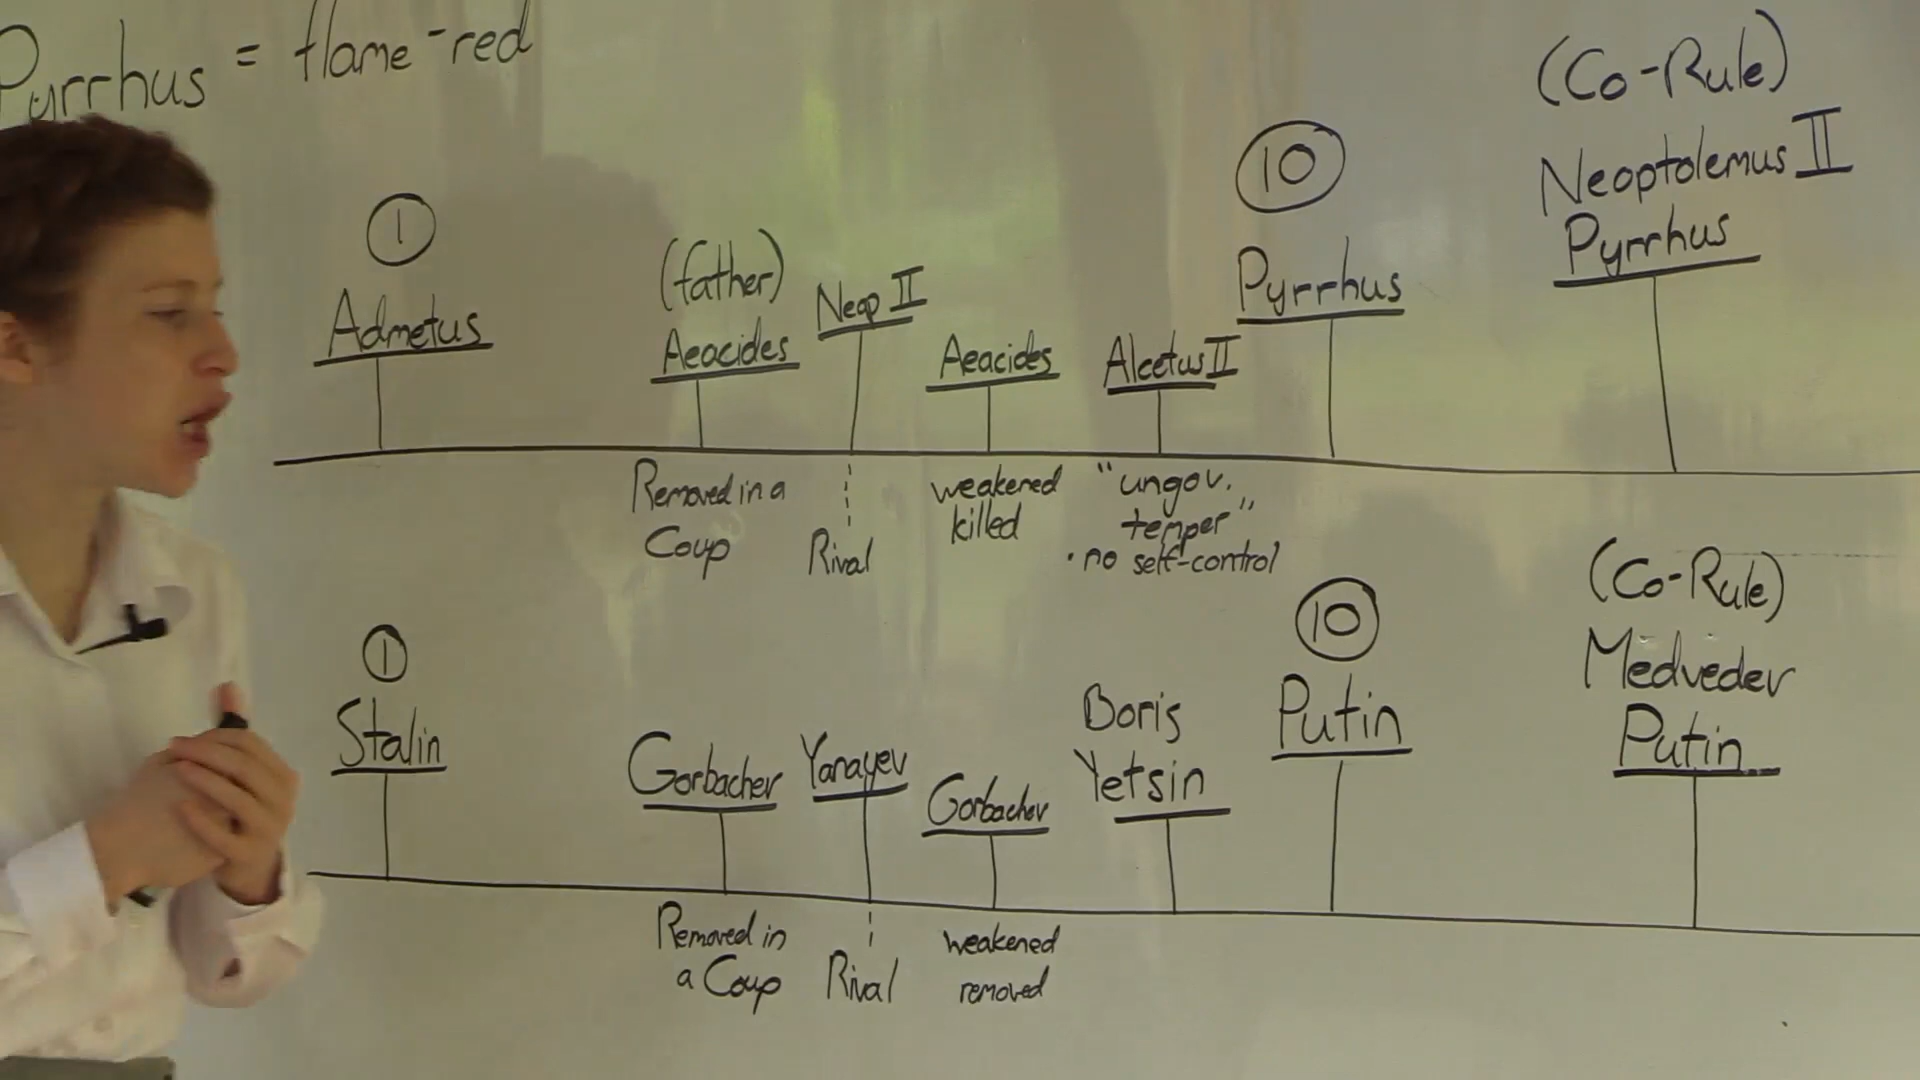 Pyrrhus = flame-red
(Co-Rule)
Neoptolemus II
Pyrrhus
1
Admetus
(father)
Aeacides
Neop II
Aeacides
Alcetus II
10
Pyrrhus
Removed in a
Coup
Rival
weakened
killed
"ungov.
temper"
· no self-control
1
Stalin
Gorbachev
Yanayev
Gorbachev
Boris
Yetsin
10
Putin
(Co-Rule)
Medvedev
Putin
Removed in
a Coup
Rival
weakened
removed